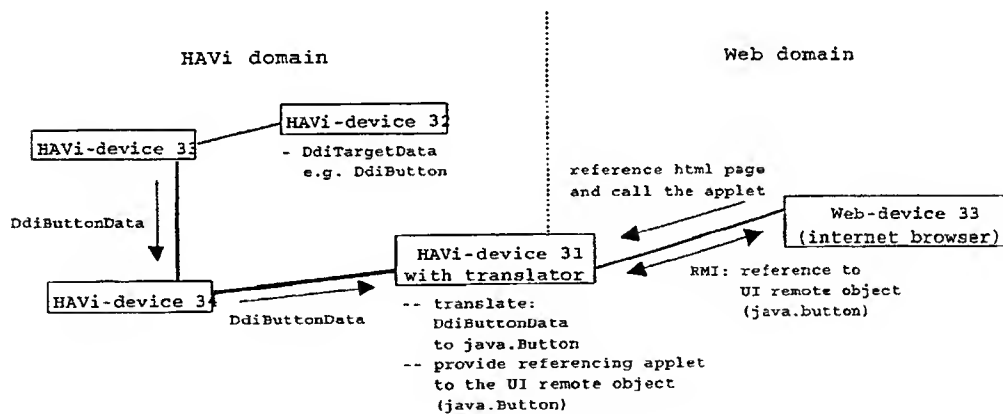 HAVi domain
Web domain
HAVi-device 32
HAVi-device 33
- DdiTargetData
e.g. DdiButton
reference html page
and call the applet
DdiButtonData
Web-device 33
(internet browser)
HAVi-device 31
with translator
RMI: reference to
UI remote object
(java.button)
HAVi-device 34
DdiButtonData
-- translate:
DdiButtonData
to java.Button
-- provide referencing applet
to the UI remote object
(java.Button)